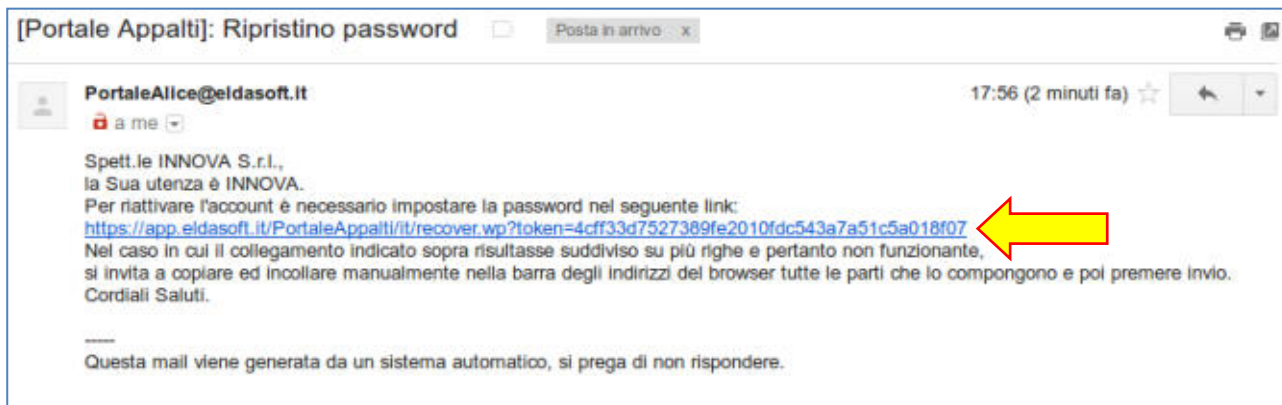 [Portale Appalti]: Ripristino password Posta in arrivo x
PortaleAlice@eldasoft.it 17:56 (2 minuti fa)
a me
Spett.le INNOVA S.r.l.,
la Sua utenza è INNOVA.
Per riattivare l'account è necessario impostare la password nel seguente link:
https://app.eldasoft.it/PortaleAppalti/it/recover.wp?token=4cff33d7527389fe2010fdc543a7a51c5a018f07
Nel caso in cui il collegamento indicato sopra risultasse suddiviso su più righe e pertanto non funzionante,
si invita a copiare ed incollare manualmente nella barra degli indirizzi del browser tutte le parti che lo compongono e poi premere invio.
Cordiali Saluti.
-----
Questa mail viene generata da un sistema automatico, si prega di non rispondere.